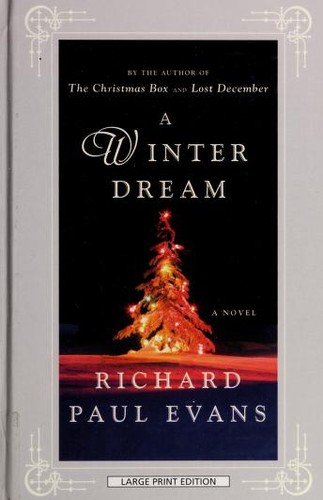 BY THE AUTHOR OF
The Christmas Box AND Lost December
A
WINTER
DREAM
A NOVEL
RICHARD
PAUL EVANS
LARGE PRINT EDITION